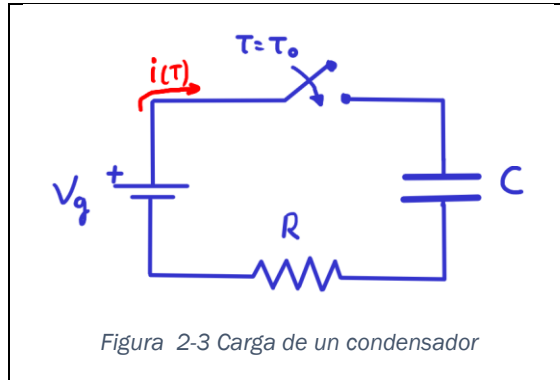 T=T₀
i(T)
+
Vg
C
R
Figura 2-3 Carga de un condensador